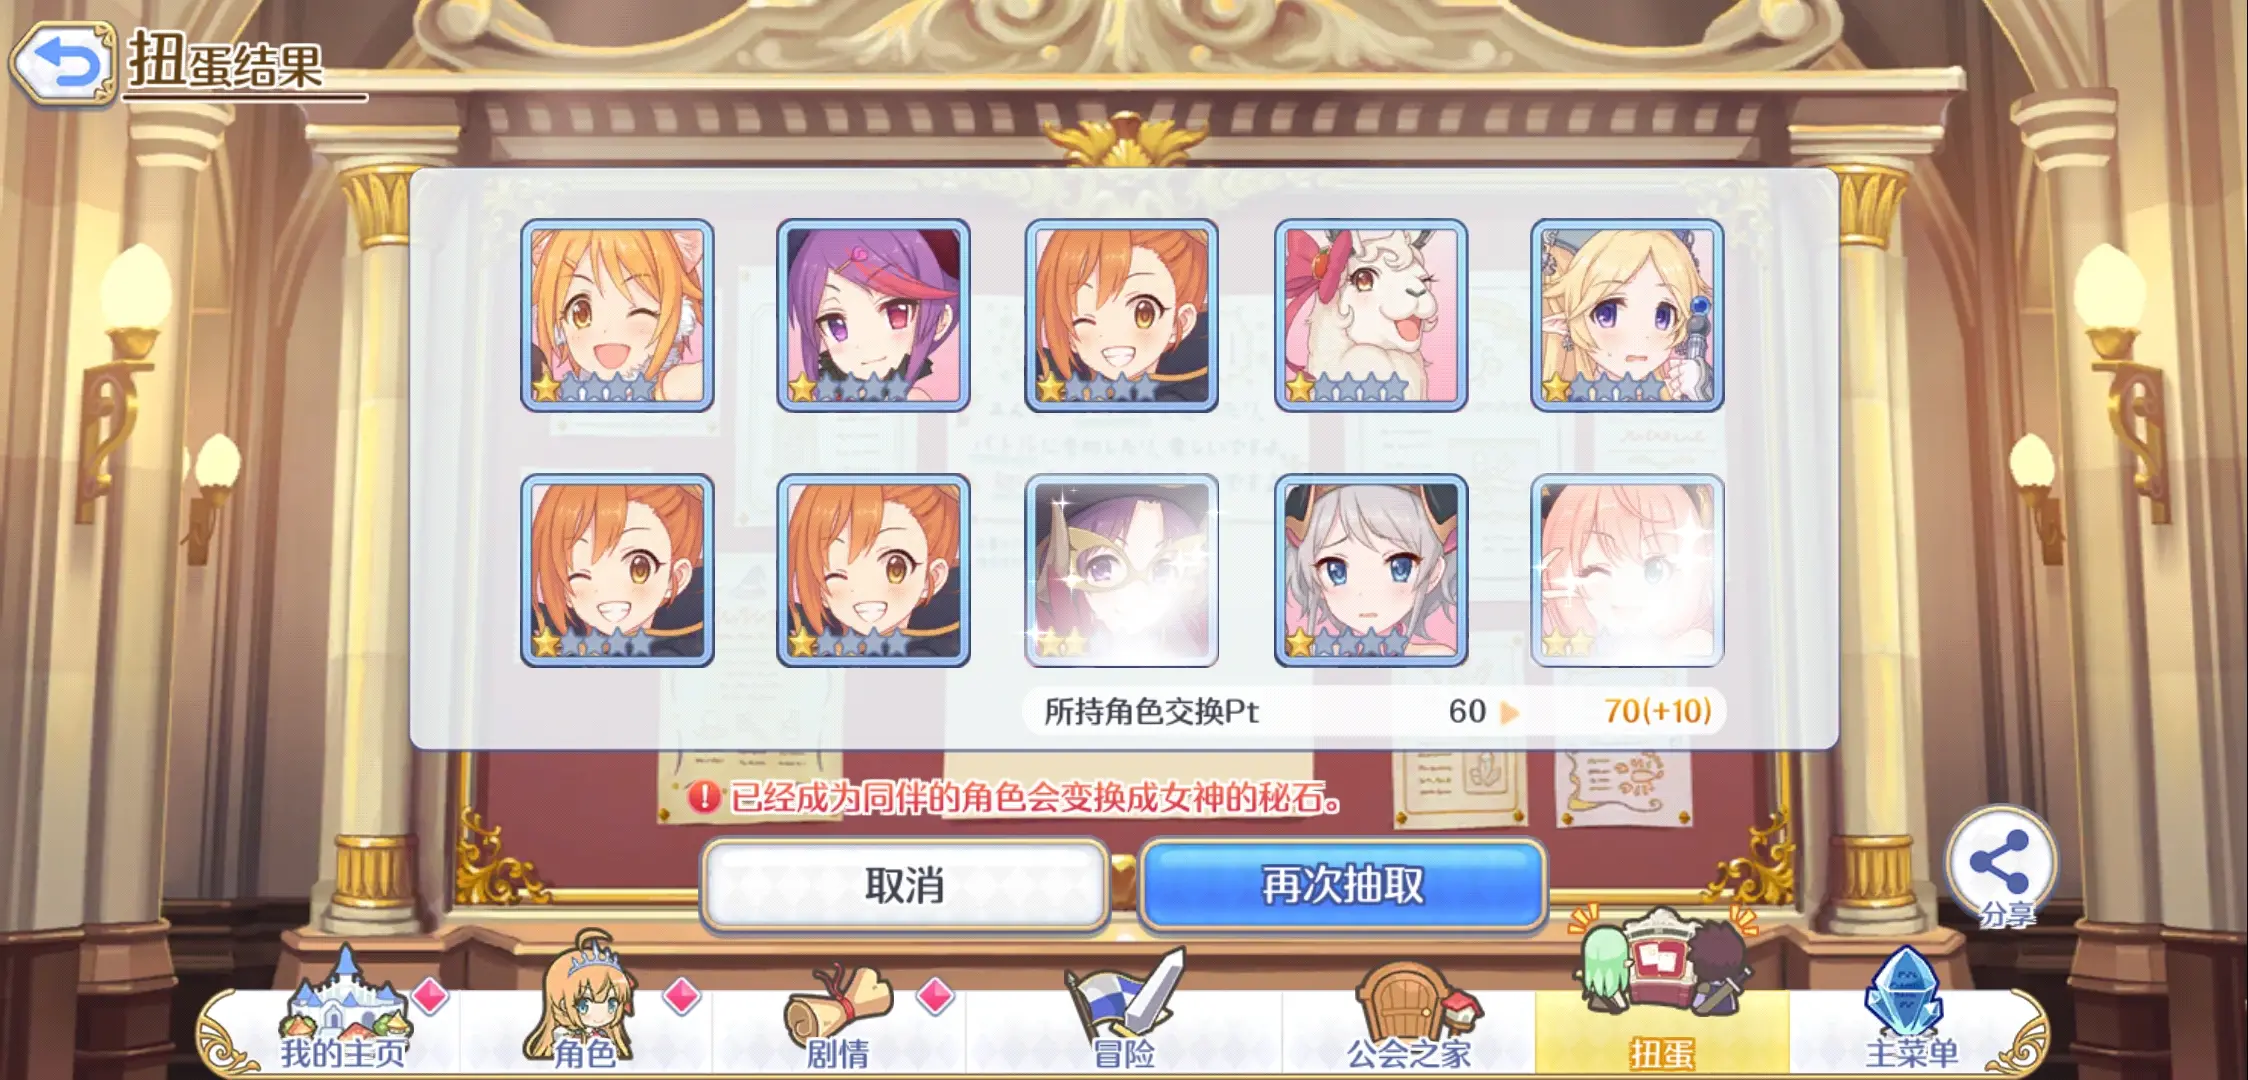 扭蛋结果
所持角色交换Pt 60 70(+10)
已经成为同伴的角色会变换成女神的秘石。
取消
再次抽取
分享
我的主页
角色
剧情
冒险
公会之家
扭蛋
主菜单